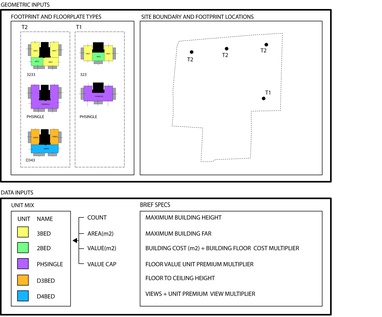 GEOMETRIC INPUTS
FOOTPRINT AND FLOORPLATE TYPES
SITE BOUNDARY AND FOOTPRINT LOCATIONS
T2
T1
3233
323
PHSINGLE
PHSINGLE
D343
T2
T2
T2
T1
DATA INPUTS
UNIT MIX
BRIEF SPECS
UNIT NAME
3BED
2BED
PHSINGLE
D3BED
D4BED
COUNT
AREA(m2)
VALUE(m2)
VALUE CAP
MAXIMUM BUILDING HEIGHT
MAXIMUM BUILDING FAR
BUILDING COST (m2) + BUILDING FLOOR COST MULTIPLIER
FLOOR VALUE UNIT PREMIUM MULTIPLIER
FLOOR TO CEILING HEIGHT
VIEWS + UNIT PREMIUM VIEW MULTIPLIER